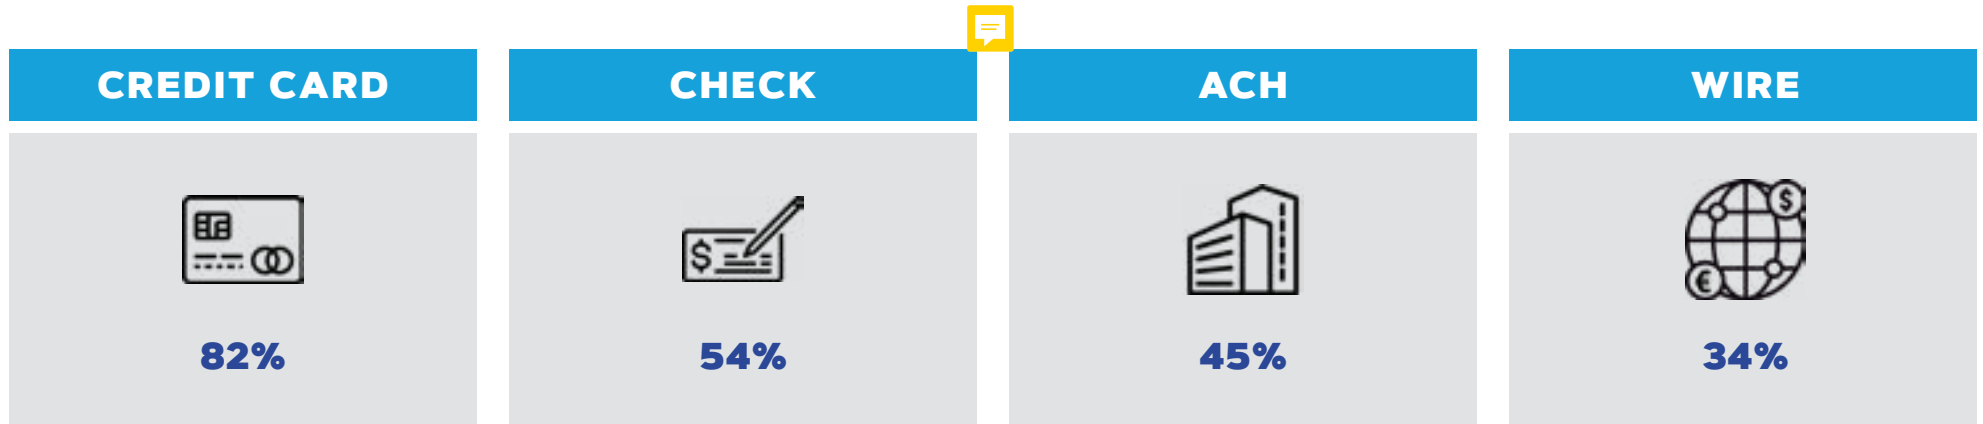 CREDIT CARD
CHECK
ACH
WIRE
$
$
€
82%
54%
45%
34%